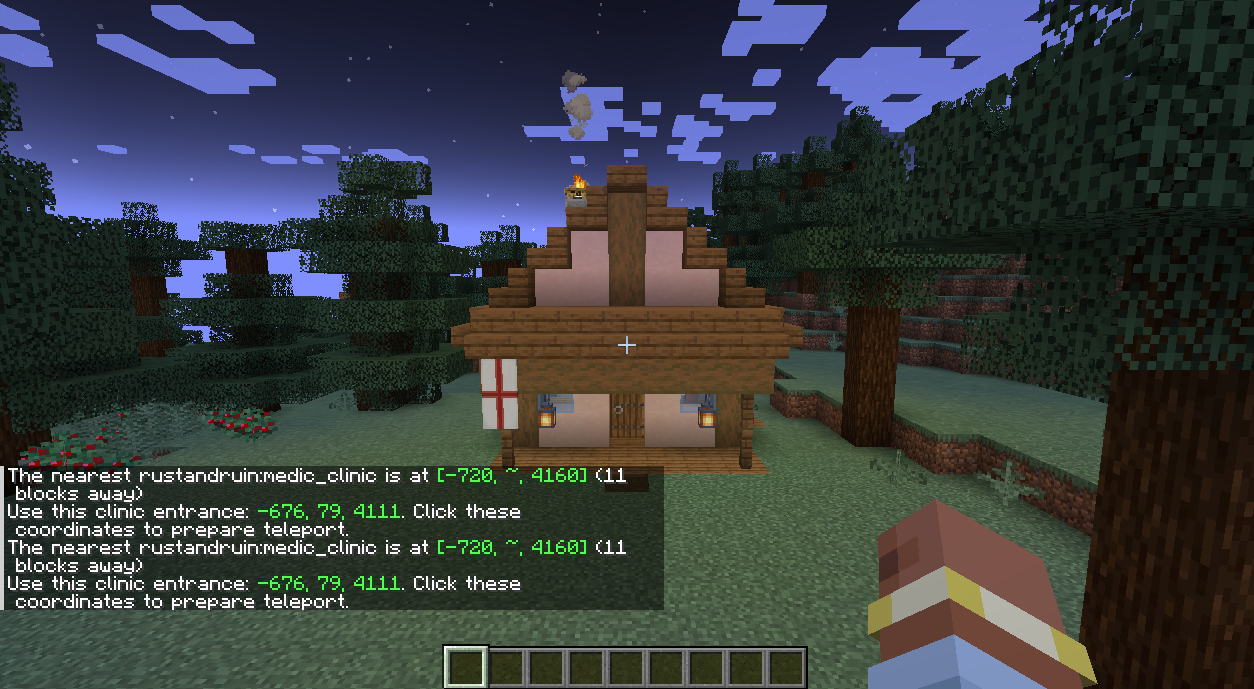 The nearest rustandruin:medic_clinic is at [-720, ~, 4160] (11
blocks away)
Use this clinic entrance: -676, 79, 4111. Click these
coordinates to prepare teleport.
The nearest rustandruin:medic_clinic is at [-720, ~, 4160] (11
blocks away)
Use this clinic entrance: -676, 79, 4111. Click these
coordinates to prepare teleport.